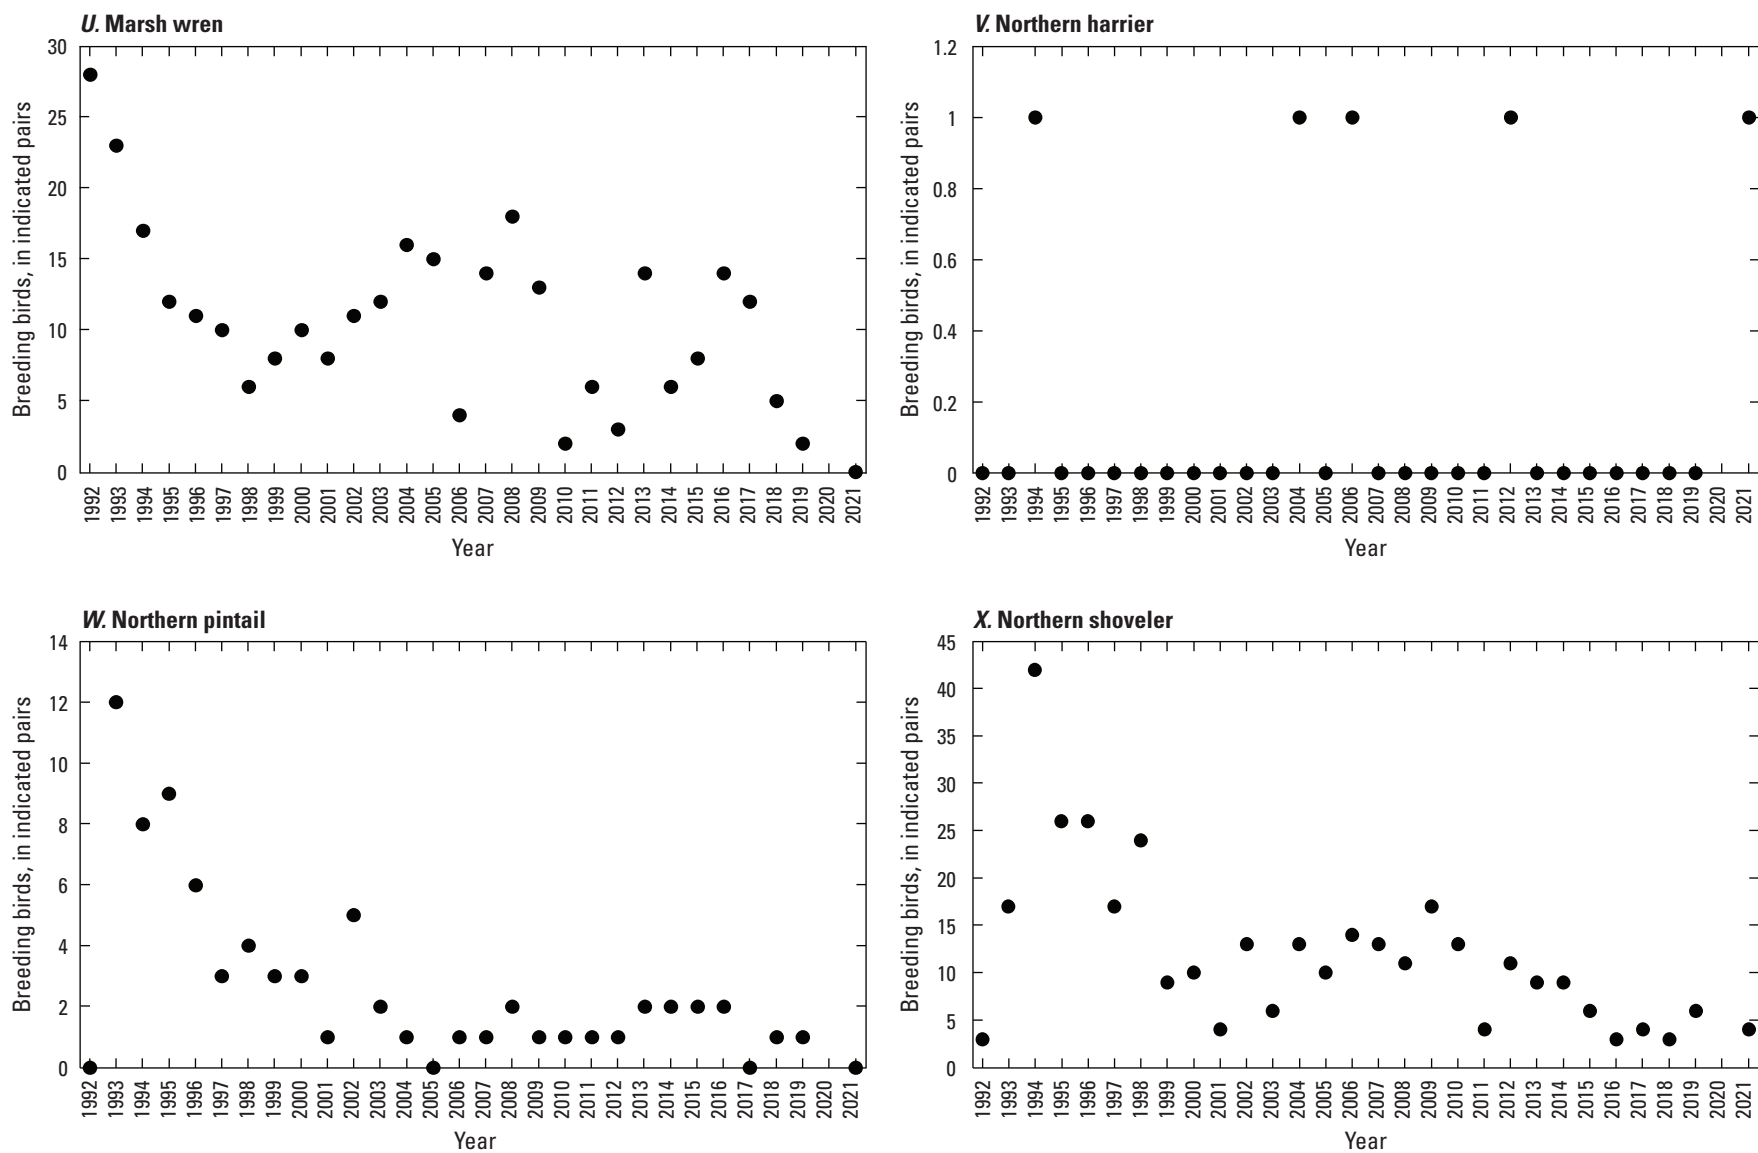 U. Marsh wren
30
25
20
15
10
5
0
Breeding birds, in indicated pairs
1992 1993 1994 1995 1996 1997 1998 1999 2000 2001 2002 2003 2004 2005 2006 2007 2008 2009 2010 2011 2012 2013 2014 2015 2016 2017 2018 2019 2020 2021
Year
V. Northern harrier
1.2
1
0.8
0.6
0.4
0.2
0
Breeding birds, in indicated pairs
1992 1993 1994 1995 1996 1997 1998 1999 2000 2001 2002 2003 2004 2005 2006 2007 2008 2009 2010 2011 2012 2013 2014 2015 2016 2017 2018 2019 2020 2021
Year
W. Northern pintail
14
12
10
8
6
4
2
0
Breeding birds, in indicated pairs
1992 1993 1994 1995 1996 1997 1998 1999 2000 2001 2002 2003 2004 2005 2006 2007 2008 2009 2010 2011 2012 2013 2014 2015 2016 2017 2018 2019 2020 2021
Year
X. Northern shoveler
45
40
35
30
25
20
15
10
5
0
Breeding birds, in indicated pairs
1992 1993 1994 1995 1996 1997 1998 1999 2000 2001 2002 2003 2004 2005 2006 2007 2008 2009 2010 2011 2012 2013 2014 2015 2016 2017 2018 2019 2020 2021
Year